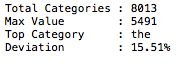 Total Categories : 8013
Max Value : 5491
Top Category : the
Deviation : 15.51%